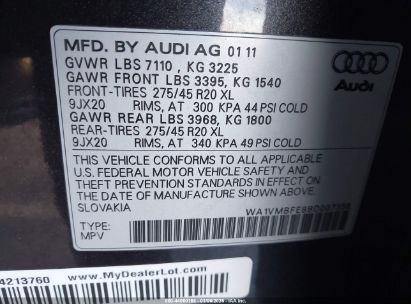 MFD. BY AUDI AG 01 11
GVWR LBS 7110 , KG 3225
GAWR FRONT LBS 3395, KG 1540
FRONT-TIRES 275/45 R20 XL
9JX20 RIMS, AT 300 KPA 44 PSI COLD
GAWR REAR LBS 3968, KG 1800
REAR-TIRES 275/45 R20 XL
9JX20 RIMS, AT 340 KPA 49 PSI COLD
Audi
THIS VEHICLE CONFORMS TO ALL APPLICABLE
U.S. FEDERAL MOTOR VEHICLE SAFETY AND
THEFT PREVENTION STANDARDS IN EFFECT ON
THE DATE OF MANUFACTURE SHOWN ABOVE.
SLOVAKIA
TYPE:
MPV
4213760
www.MyDealerLot.com